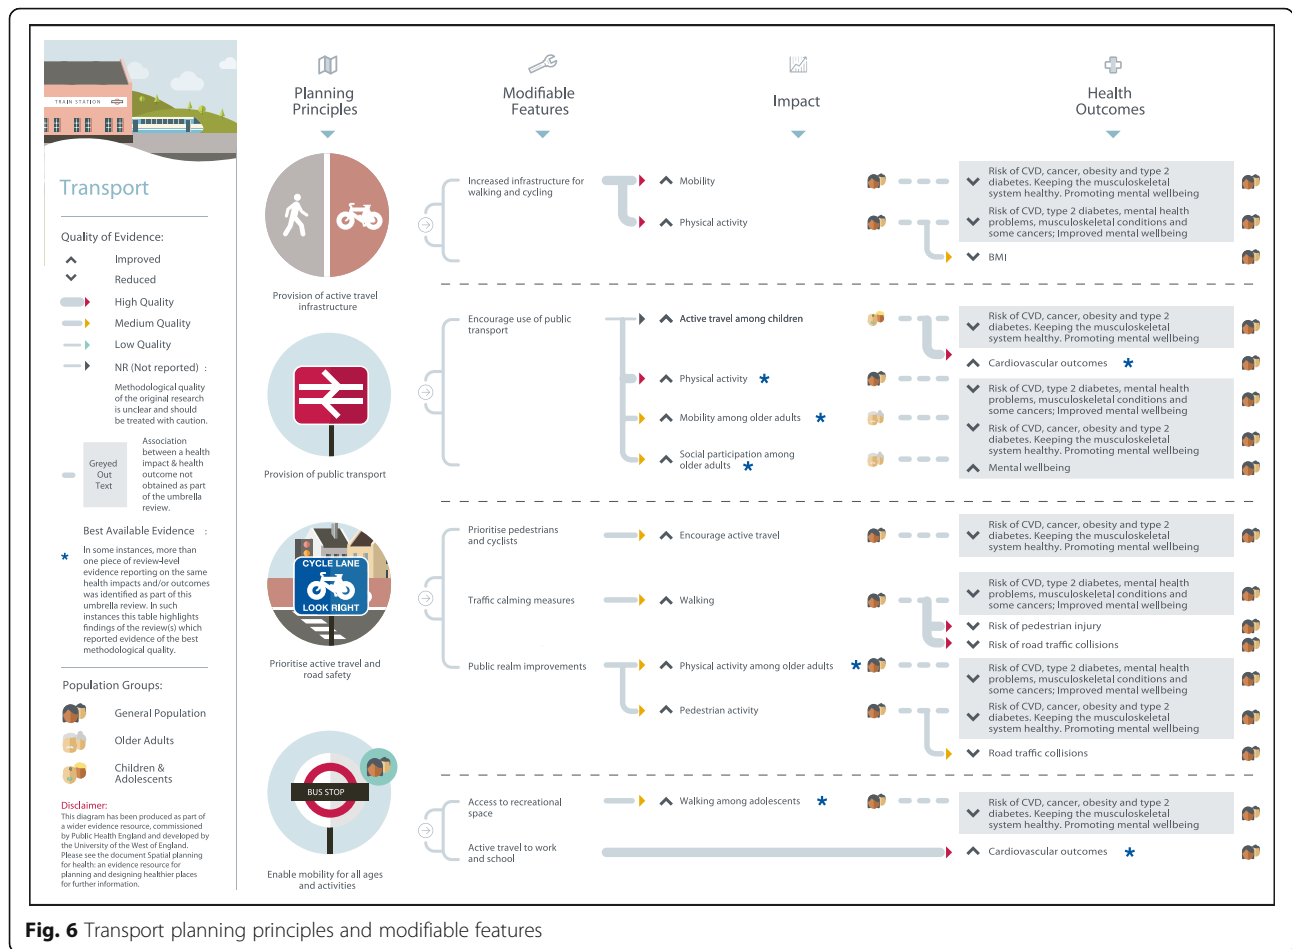 TRAIN STATION
Transport
Quality of Evidence:
Improved
Reduced
High Quality
Medium Quality
Low Quality
NR (Not reported) :
Methodological quality
of the original research
is unclear and should
be treated with caution.
Greyed
Out
Text
Association
between a health
impact & health
outcome not
obtained as part
of the umbrella
review.
Best Available Evidence :
*
In some instances, more than
one piece of review-level
evidence reporting on the same
health impacts and/or outcomes
was identified as part of this
umbrella review. In such
instances this table highlights
findings of the review(s) which
reported evidence of the best
methodological quality.
Population Groups:
General Population
Older Adults
Children &
Adolescents
Disclaimer:
This diagram has been produced as part of
a wider evidence resource, commissioned
by Public Health England and developed by
the University of the West of England.
Please see the document Spatial planning
for health: an evidence resource for
planning and designing healthier places
for further information.
Planning
Principles
Modifiable
Features
Impact
Health
Outcomes
Provision of active travel
infrastructure
Increased infrastructure for
walking and cycling
Mobility
Risk of CVD, cancer, obesity and type 2
diabetes. Keeping the musculoskeletal
system healthy. Promoting mental wellbeing
Physical activity
Risk of CVD, type 2 diabetes, mental health
problems, musculoskeletal conditions and
some cancers; Improved mental wellbeing
BMI
Provision of public transport
Encourage use of public
transport
Active travel among children
Risk of CVD, cancer, obesity and type 2
diabetes. Keeping the musculoskeletal
system healthy. Promoting mental wellbeing
Cardiovascular outcomes *
Physical activity *
Risk of CVD, type 2 diabetes, mental health
problems, musculoskeletal conditions and
some cancers; Improved mental wellbeing
Mobility among older adults *
Risk of CVD, cancer, obesity and type 2
diabetes. Keeping the musculoskeletal
system healthy. Promoting mental wellbeing
Social participation among
older adults *
Mental wellbeing
CYCLE LANE
LOOK RIGHT
Prioritise active travel and
road safety
Prioritise pedestrians
and cyclists
Encourage active travel
Risk of CVD, cancer, obesity and type 2
diabetes. Keeping the musculoskeletal
system healthy. Promoting mental wellbeing
Traffic calming measures
Walking
Risk of CVD, type 2 diabetes, mental health
problems, musculoskeletal conditions and
some cancers; Improved mental wellbeing
Risk of pedestrian injury
Risk of road traffic collisions
Public realm improvements
Physical activity among older adults *
Risk of CVD, type 2 diabetes, mental health
problems, musculoskeletal conditions and
some cancers; Improved mental wellbeing
Pedestrian activity
Risk of CVD, cancer, obesity and type 2
diabetes. Keeping the musculoskeletal
system healthy. Promoting mental wellbeing
Road traffic collisions
BUS STOP
Enable mobility for all ages
and activities
Access to recreational
space
Walking among adolescents *
Risk of CVD, cancer, obesity and type 2
diabetes. Keeping the musculoskeletal
system healthy. Promoting mental wellbeing
Active travel to work
and school
Cardiovascular outcomes *
Fig. 6 Transport planning principles and modifiable features